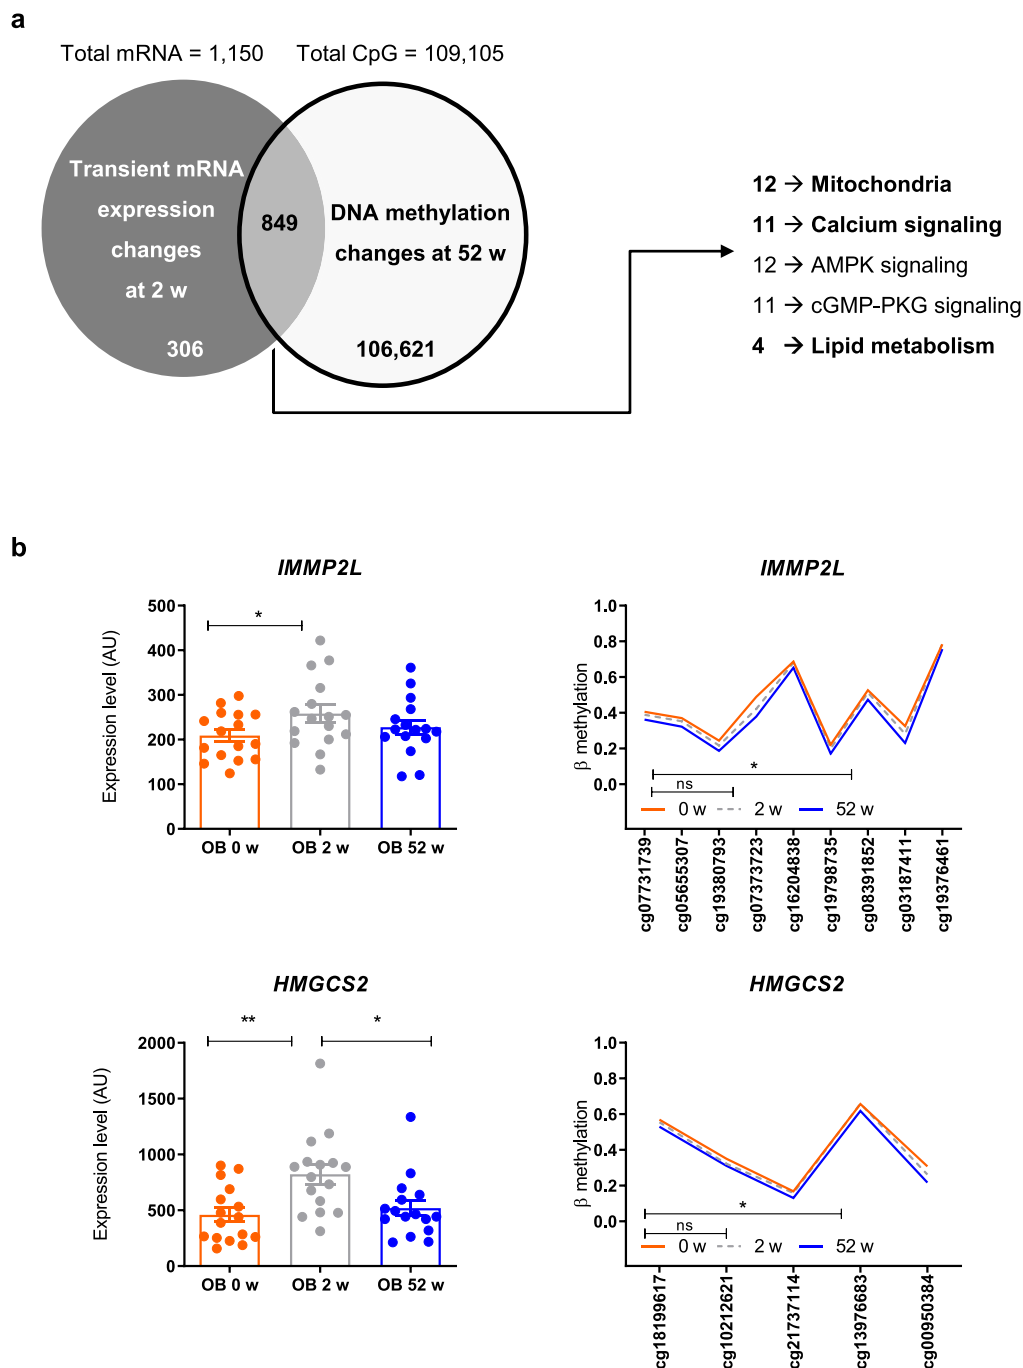 a
Total mRNA = 1,150
Total CpG = 109,105
Transient mRNA
expression
changes
at 2 w
306
849
DNA methylation
changes at 52 w
106,621
12 → Mitochondria
11 → Calcium signaling
12 → AMPK signaling
11 → cGMP-PKG signaling
4 → Lipid metabolism
b
IMMP2L
Expression level (AU)
500
400
300
200
100
0
*
OB 0 w
OB 2 w
OB 52 w
IMMP2L
β methylation
1.0
0.8
0.6
0.4
0.2
0.0
*
ns
0 w
2 w
52 w
cg07731739
cg05655307
cg19380793
cg07373723
cg16204838
cg19798735
cg08391852
cg03187411
cg19376461
HMGCS2
Expression level (AU)
2000
1500
1000
500
0
**
*
OB 0 w
OB 2 w
OB 52 w
HMGCS2
β methylation
1.0
0.8
0.6
0.4
0.2
0.0
*
ns
0 w
2 w
52 w
cg18199617
cg10212621
cg21737114
cg13976683
cg00950384